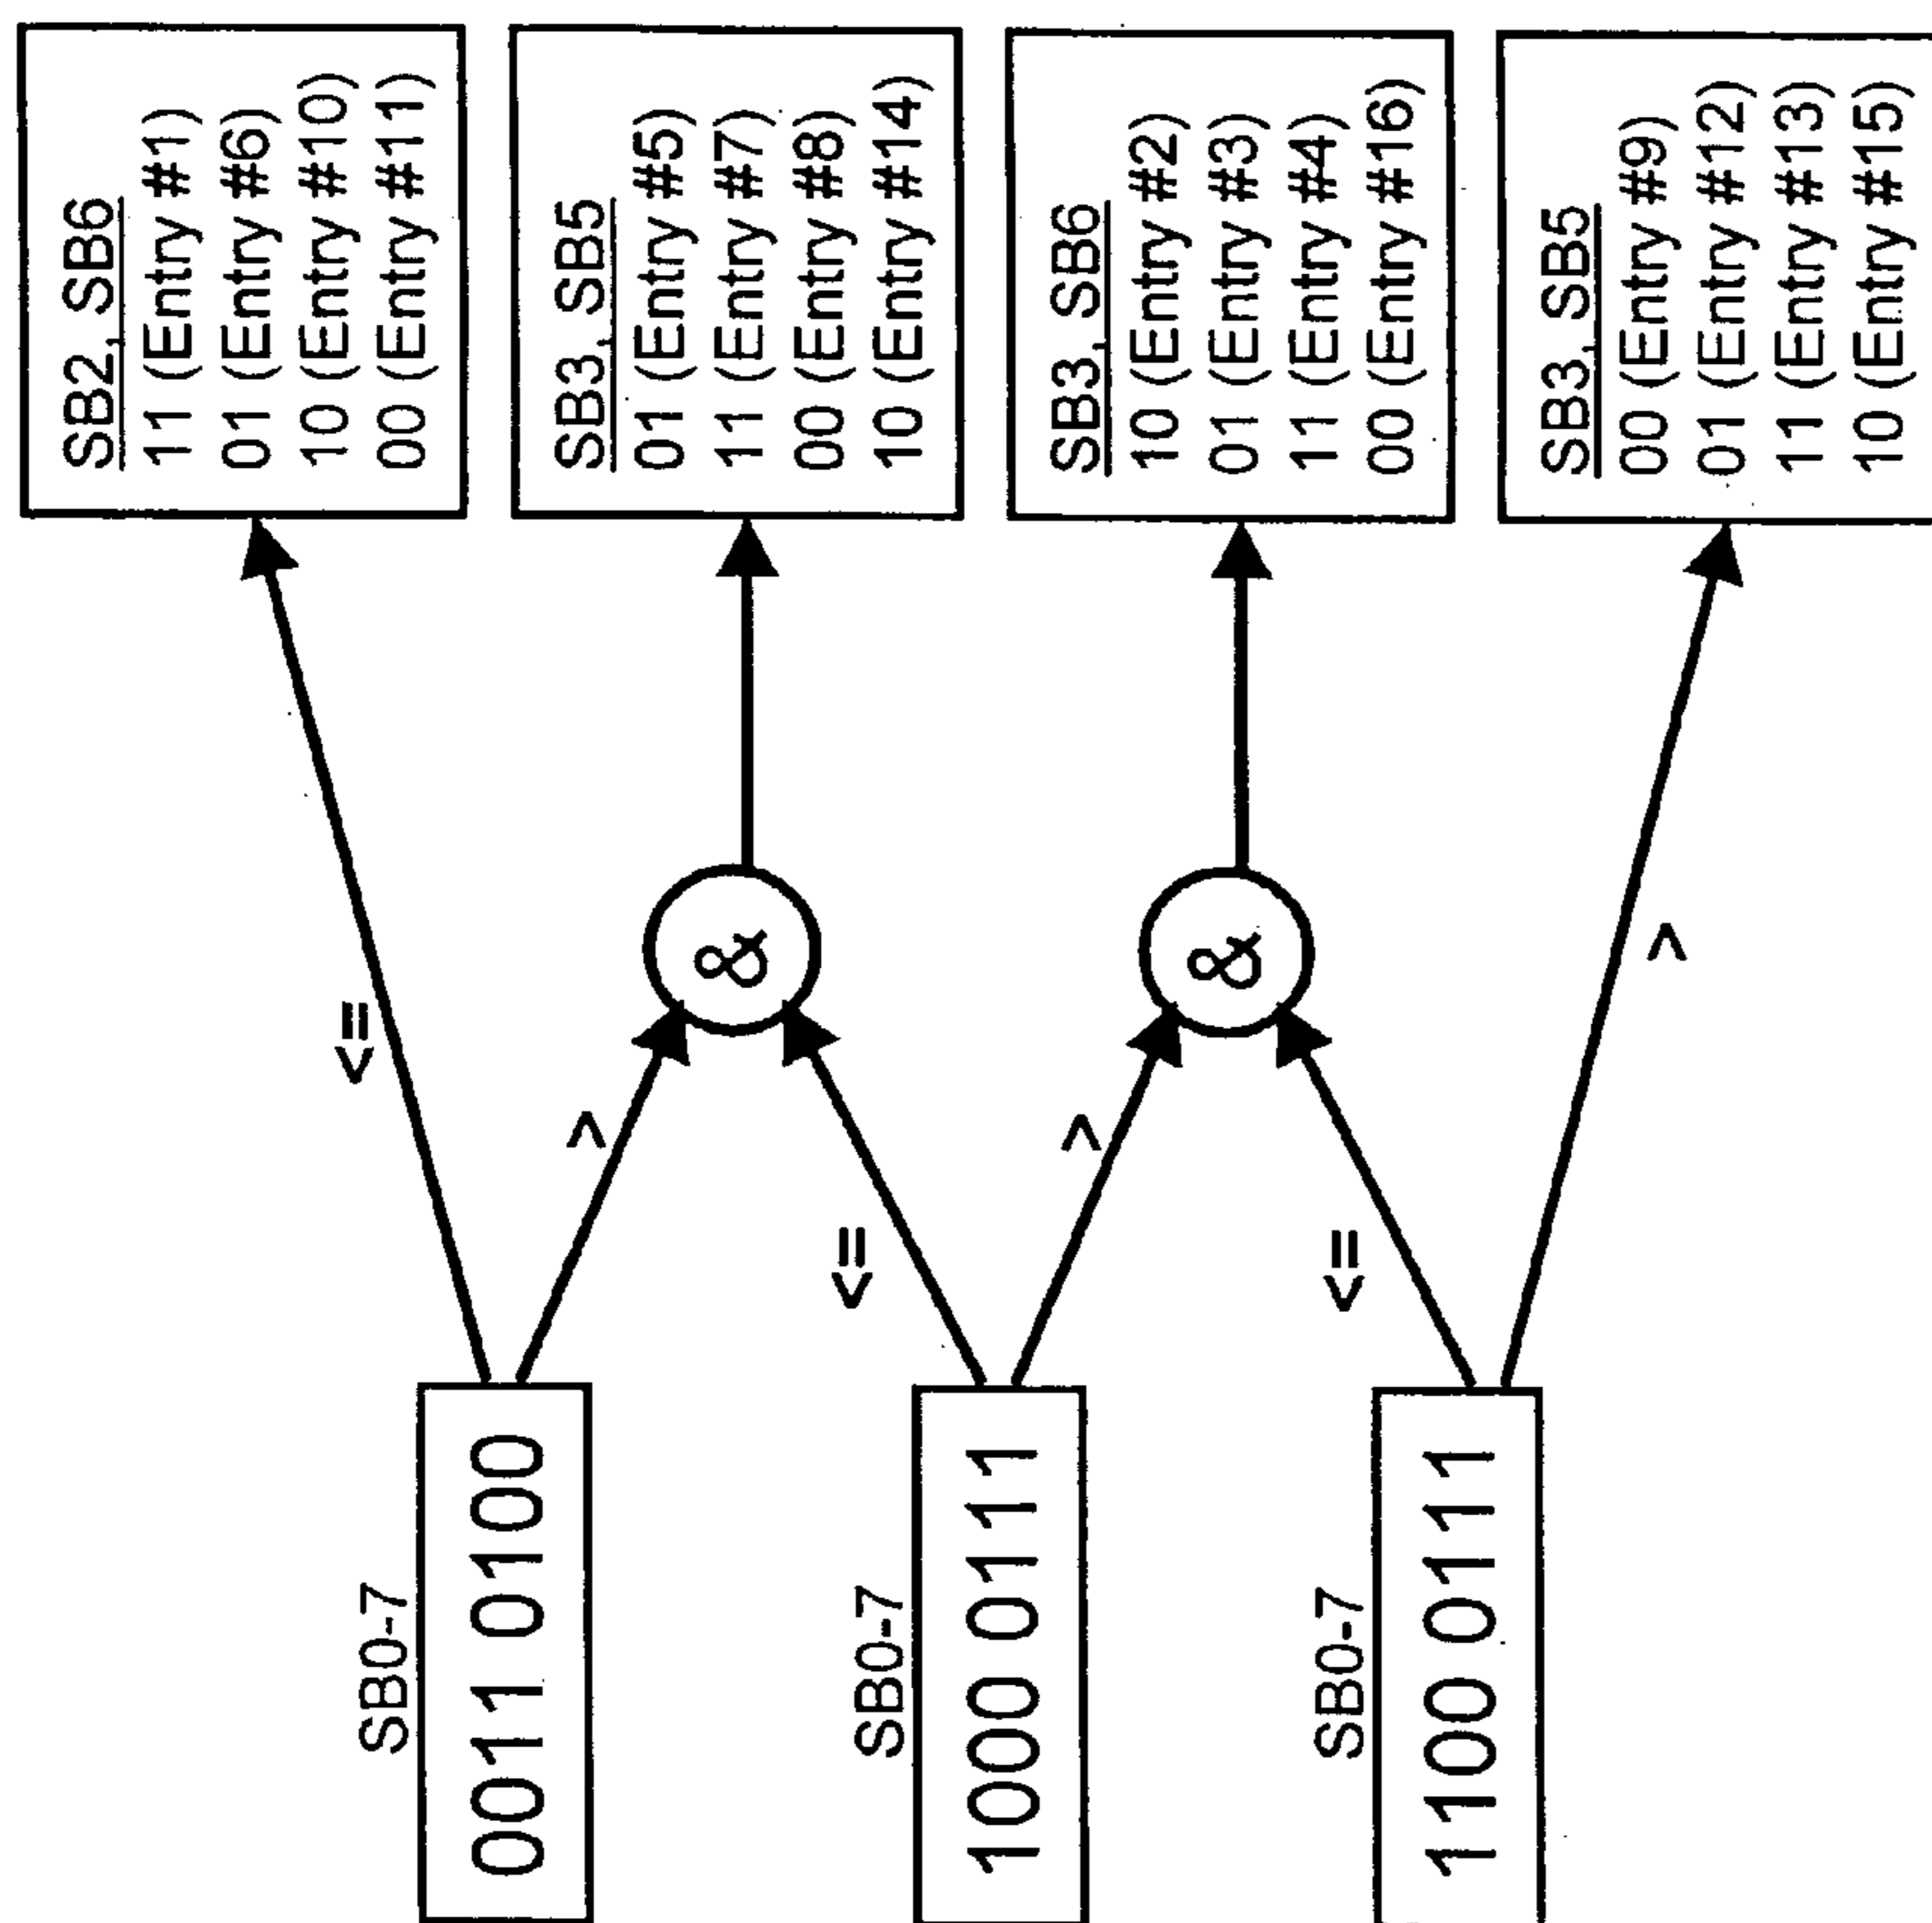 SB0-7
0011 0100
SB0-7
1000 0111
SB0-7
1100 0111
<=
>
<=
>
<=
>
&
&
SB2, SB6
11 (Entry #1)
01 (Entry #6)
10 (Entry #10)
00 (Entry #11)
SB3, SB5
01 (Entry #5)
11 (Entry #7)
00 (Entry #8)
10 (Entry #14)
SB3, SB6
10 (Entry #2)
01 (Entry #3)
11 (Entry #4)
00 (Entry #16)
SB3, SB5
00 (Entry #9)
01 (Entry #12)
11 (Entry #13)
10 (Entry #15)